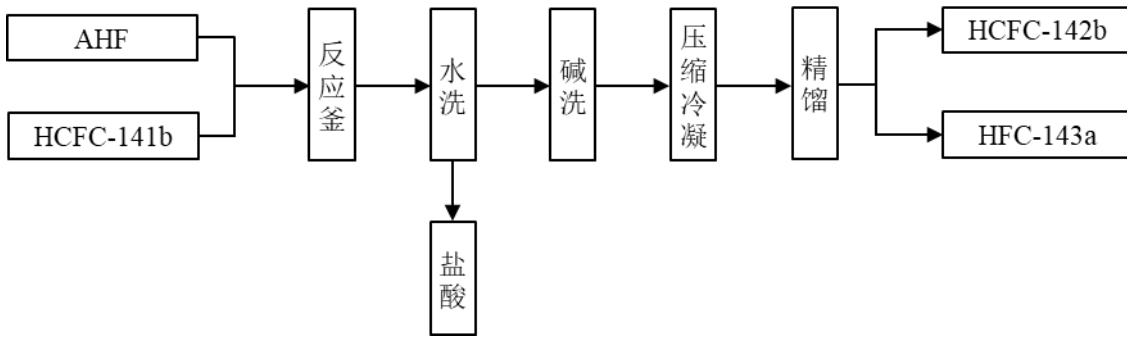 AHF
HCFC-141b
反应釜
水洗
盐酸
碱洗
压缩冷凝
精馏
HCFC-142b
HFC-143a